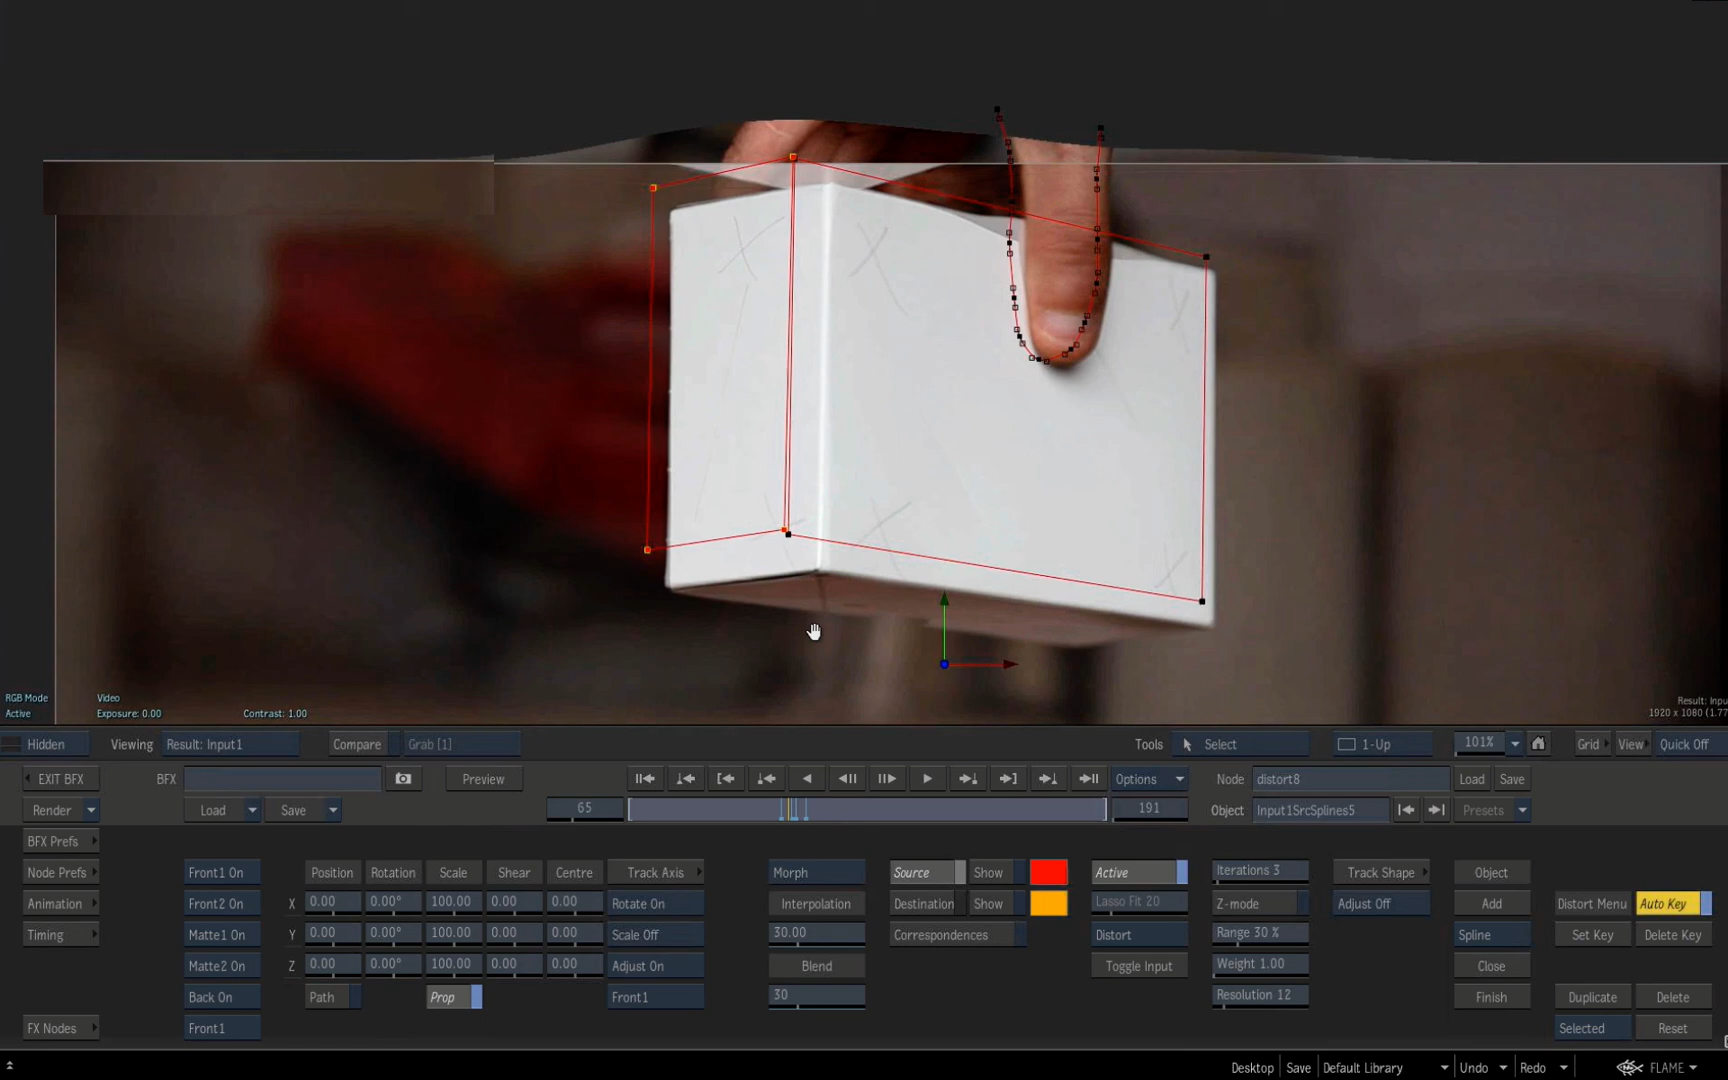 RGB Mode
Active
Video
Exposure: 0.00
Contrast: 1.00
Result: Inpu
1920 x 1080 (1.77
Hidden
Viewing
Result: Input1
Compare
Grab [1]
Tools
Select
1-Up
101%
Grid
View
Quick Off
EXIT BFX
BFX
Preview
Options
Node
distort8
Load
Save
Render
Load
Save
65
191
Object
Input1SrcSplines5
Presets
BFX Prefs
Node Prefs
Front1 On
Position
Rotation
Scale
Shear
Centre
Track Axis
Morph
Source
Show
Active
Iterations 3
Track Shape
Object
Animation
Front2 On
X
0.00
0.00°
100.00
0.00
0.00
Rotate On
Interpolation
Destination
Show
Lasso Fit 20
Z-mode
Adjust Off
Add
Distort Menu
Auto Key
Timing
Matte1 On
Y
0.00
0.00°
100.00
0.00
0.00
Scale Off
30.00
Correspondences
Distort
Range 30 %
Spline
Set Key
Delete Key
Matte2 On
Z
0.00
0.00°
100.00
0.00
0.00
Adjust On
Blend
Toggle Input
Weight 1.00
Close
Back On
Path
Prop
Front1
30
Resolution 12
Finish
Duplicate
Delete
FX Nodes
Front1
Selected
Reset
Desktop
Save
Default Library
Undo
Redo
FLAME